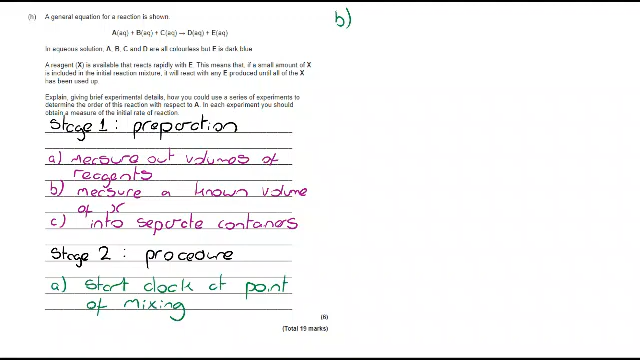 (h) A general equation for a reaction is shown.
A(aq) + B(aq) + C(aq) → D(aq) + E(aq)
In aqueous solution, A, B, C and D are all colourless but E is dark blue.
A reagent (X) is available that reacts rapidly with E. This means that, if a small amount of X
is included in the initial reaction mixture, it will react with any E produced until all of the X
has been used up.
Explain, giving brief experimental details, how you could use a series of experiments to
determine the order of this reaction with respect to A. In each experiment you should
obtain a measure of the initial rate of reaction.
Stage 1 : preparation
a) measure out volumes of
reagents
b) measure a known volume
of X
c) into seperate contaners
Stage 2 : procedure
a) start clock at point
of mixing
(6)
(Total 19 marks)
b)